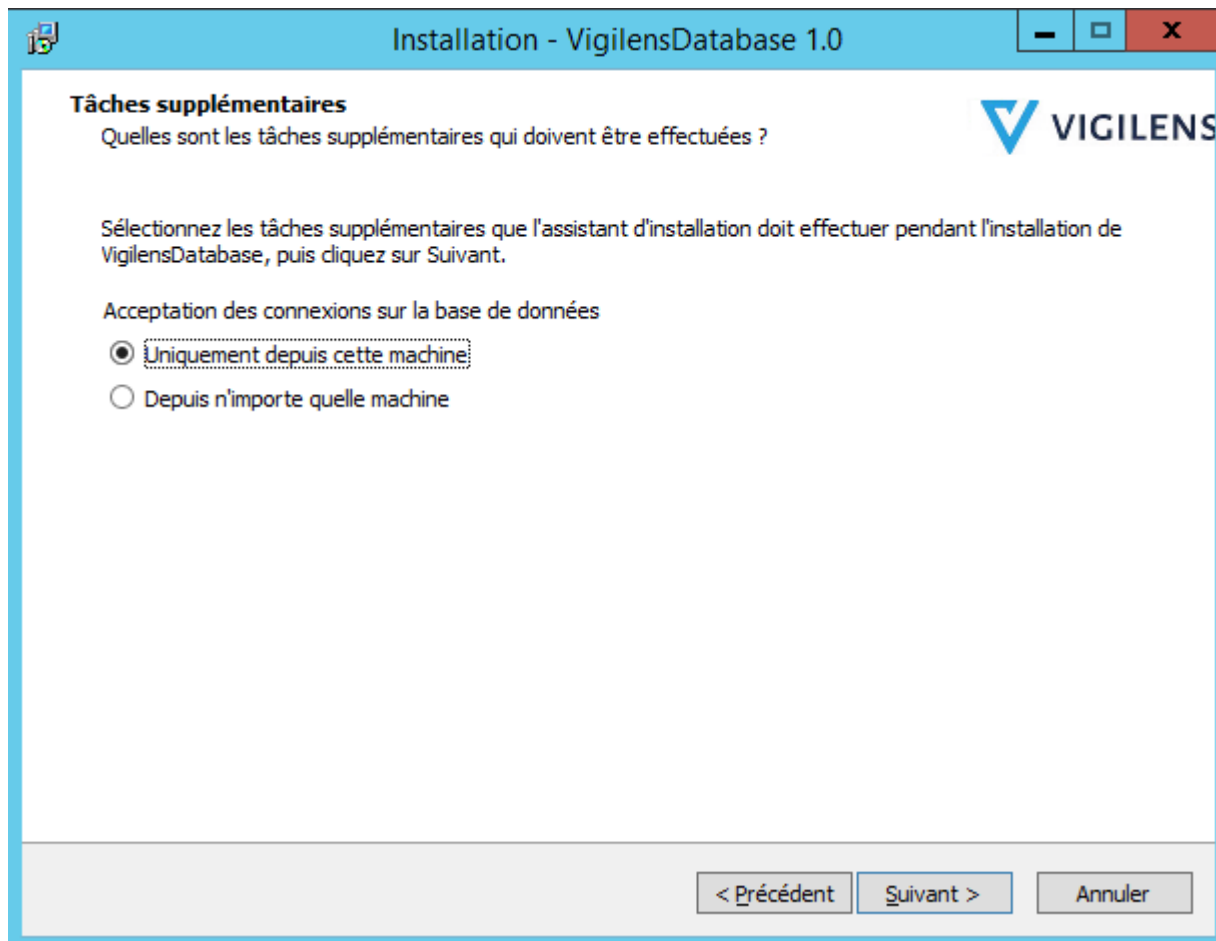 Installation - VigilensDatabase 1.0
Tâches supplémentaires
Quelles sont les tâches supplémentaires qui doivent être effectuées ?
VIGILENS
Sélectionnez les tâches supplémentaires que l'assistant d'installation doit effectuer pendant l'installation de
VigilensDatabase, puis cliquez sur Suivant.
Acceptation des connexions sur la base de données
Uniquement depuis cette machine
Depuis n'importe quelle machine
< Précédent
Suivant >
Annuler